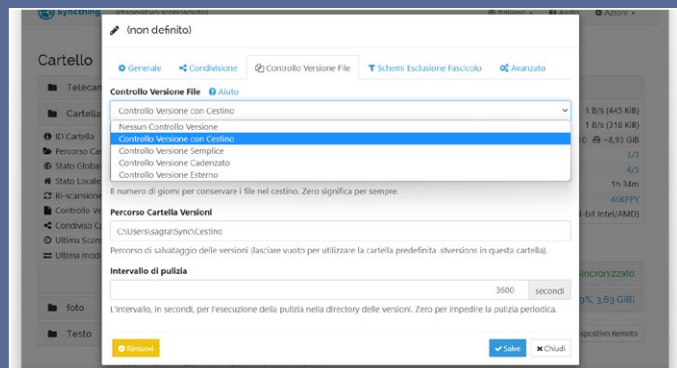 Syncthing
Italiano
Aiuto
Azioni
(non definito)
Cartello
Generale
Condivisione
Controllo Versione File
Schemi Esclusione Fascicolo
Avanzato
Telecam
Controllo Versione File Aiuto
Cartella
Controllo Versione con Cestino
Nessun Controllo Versione
Controllo Versione con Cestino
Controllo Versione Semplice
Controllo Versione Cadenzato
Controllo Versione Esterno
1 B/s (445 KiB)
1 B/s (318 KiB)
~8,93 GiB
3/3
4/5
1h 34m
-bit Intel/AMD)
ID Cartella
Percorso Car
Stato Global
Stato Locale
Ri-scansione
Controllo Ve
Condiviso C
Ultima Scan
Ultima modi
Il numero di giorni per conservare i file nel cestino. Zero significa per sempre.
Percorso Cartella Versioni
C:\Users\sagra\Sync\Cestino
Percorso di salvataggio delle versioni (lasciare vuoto per utilizzare la cartella predefinita .stversions in questa cartella).
Intervallo di pulizia
3600 secondi
L'intervallo, in secondi, per l'esecuzione della pulizia nella directory delle versioni. Zero per impedire la pulizia periodica.
incronizzato
9%, 3,63 GiB)
foto
Testo
spositivo Remoto
Rimuovi
Salva
Chiudi